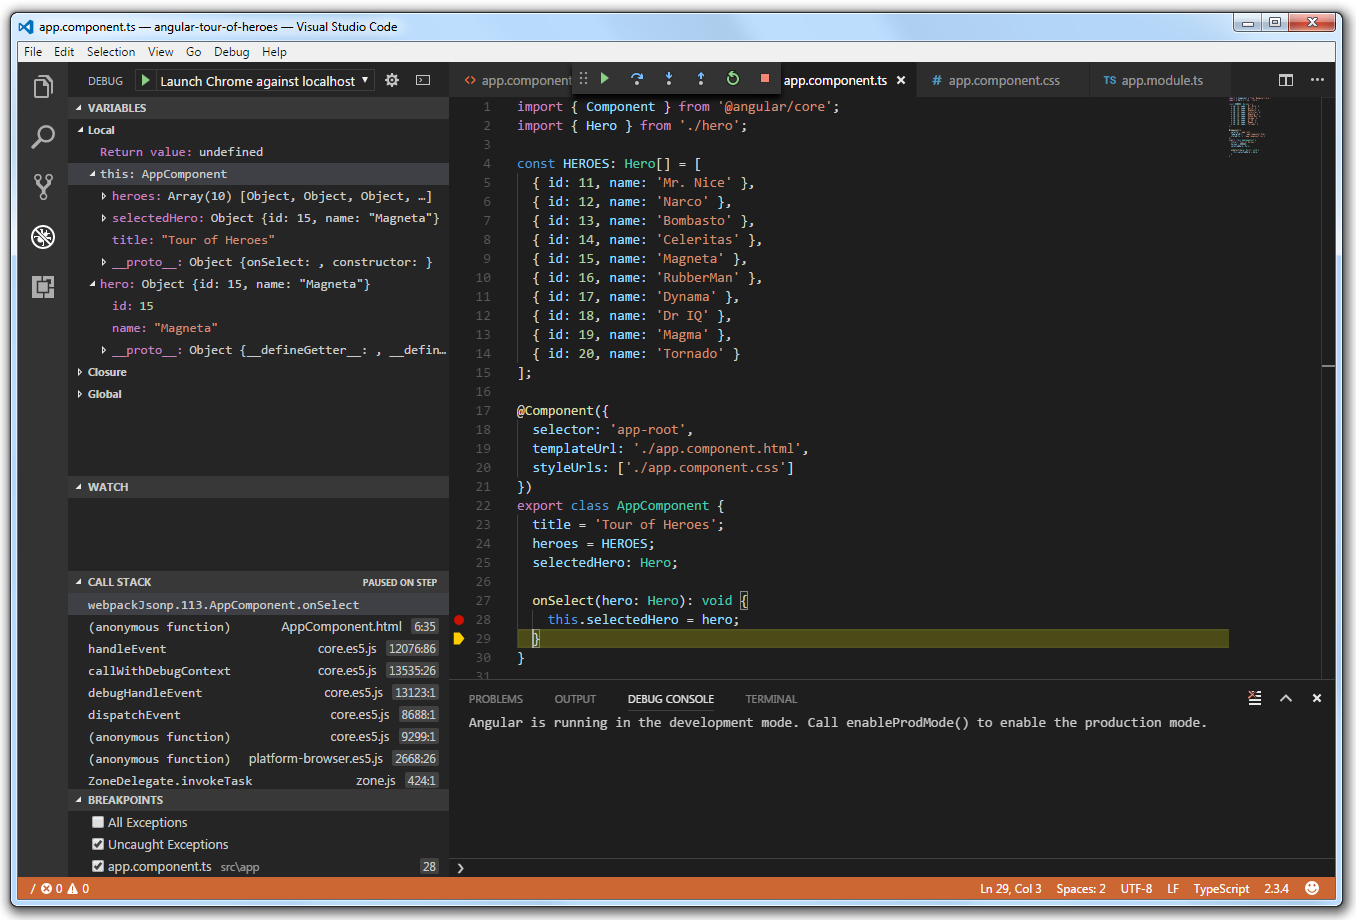 app.component.ts — angular-tour-of-heroes — Visual Studio Code
File Edit Selection View Go Debug Help
DEBUG Launch Chrome against localhost
VARIABLES
Local
Return value: undefined
this: AppComponent
heroes: Array(10) [Object, Object, Object, …]
selectedHero: Object {id: 15, name: "Magneta"}
title: "Tour of Heroes"
__proto__: Object {onSelect: , constructor: }
hero: Object {id: 15, name: "Magneta"}
id: 15
name: "Magneta"
__proto__: Object {__defineGetter__: , __defin…
Closure
Global
WATCH
CALL STACK PAUSED ON STEP
webpackJsonp.113.AppComponent.onSelect
(anonymous function) AppComponent.html 6:35
handleEvent core.es5.js 12076:86
callWithDebugContext core.es5.js 13535:26
debugHandleEvent core.es5.js 13123:1
dispatchEvent core.es5.js 8688:1
(anonymous function) core.es5.js 9299:1
(anonymous function) platform-browser.es5.js 2668:26
ZoneDelegate.invokeTask zone.js 424:1
BREAKPOINTS
All Exceptions
Uncaught Exceptions
app.component.ts src\app 28
<> app.component app.component.ts # app.component.css TS app.module.ts
1 import { Component } from '@angular/core';
2 import { Hero } from './hero';
3
4 const HEROES: Hero[] = [
5 { id: 11, name: 'Mr. Nice' },
6 { id: 12, name: 'Narco' },
7 { id: 13, name: 'Bombasto' },
8 { id: 14, name: 'Celeritas' },
9 { id: 15, name: 'Magneta' },
10 { id: 16, name: 'RubberMan' },
11 { id: 17, name: 'Dynama' },
12 { id: 18, name: 'Dr IQ' },
13 { id: 19, name: 'Magma' },
14 { id: 20, name: 'Tornado' }
15 ];
16
17 @Component({
18 selector: 'app-root',
19 templateUrl: './app.component.html',
20 styleUrls: ['./app.component.css']
21 })
22 export class AppComponent {
23 title = 'Tour of Heroes';
24 heroes = HEROES;
25 selectedHero: Hero;
26
27 onSelect(hero: Hero): void {
28 this.selectedHero = hero;
29 }
30 }
31
PROBLEMS OUTPUT DEBUG CONSOLE TERMINAL
Angular is running in the development mode. Call enableProdMode() to enable the production mode.
/ 0 0 Ln 29, Col 3 Spaces: 2 UTF-8 LF TypeScript 2.3.4